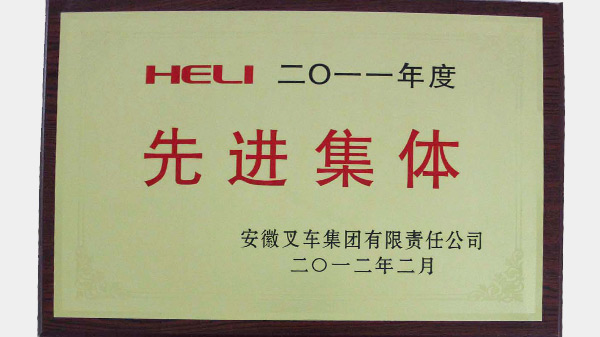 HELI 二〇一一年度
先进集体
安徽叉车集团有限责任公司
二〇一二年二月